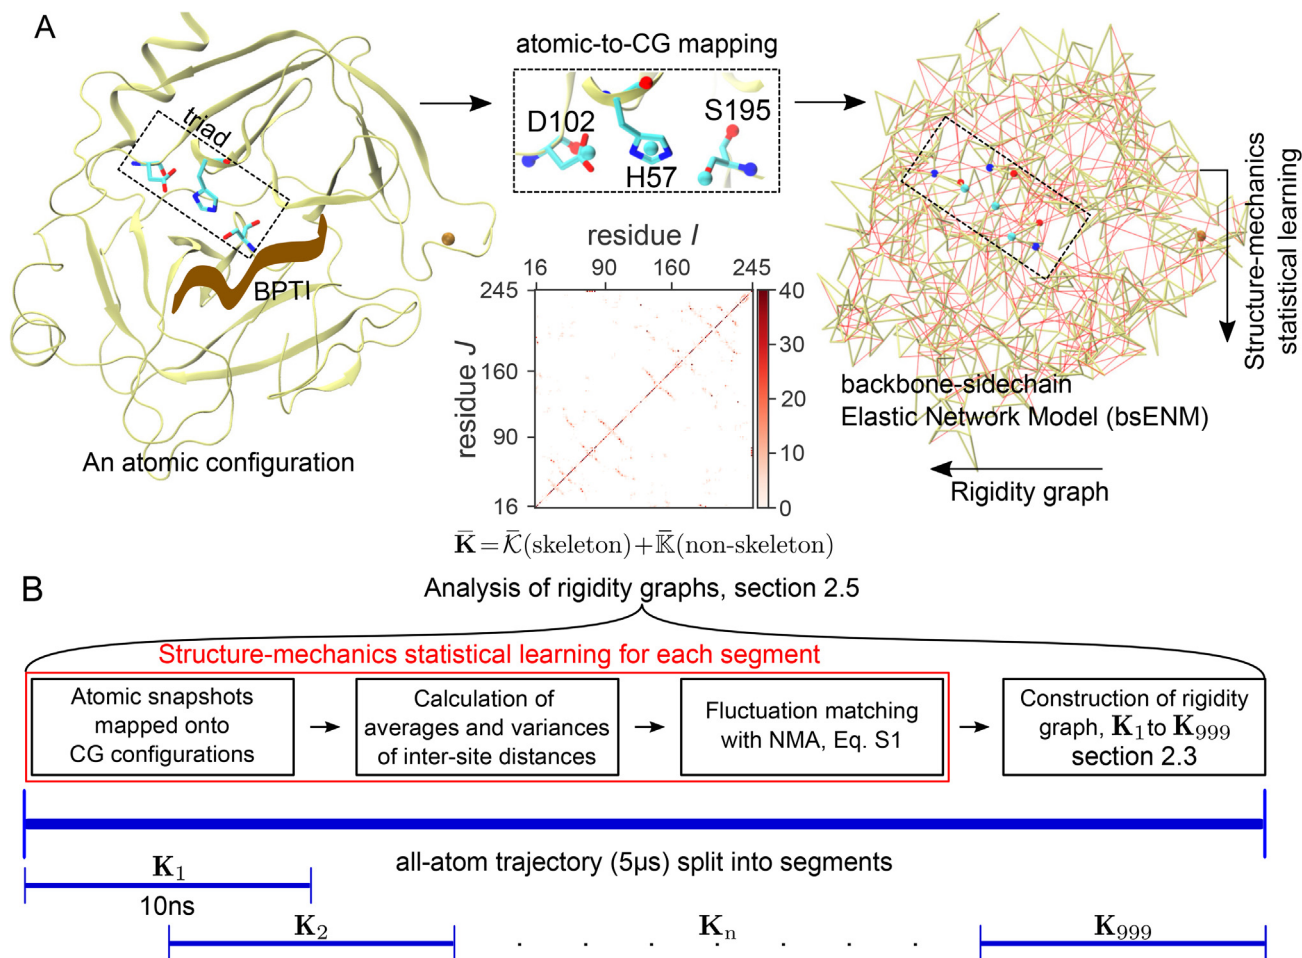 A
triad
BPTI
An atomic configuration
atomic-to-CG mapping
D102
H57
S195
residue I
16 90 160 245
245
160
90
16
residue J
40
30
20
10
0
K̄ = 𝒦̄(skeleton) + 𝕂̄(non-skeleton)
Structure-mechanics
statistical learning
backbone-sidechain
Elastic Network Model (bsENM)
Rigidity graph
B
Analysis of rigidity graphs, section 2.5
Structure-mechanics statistical learning for each segment
Atomic snapshots
mapped onto
CG configurations
Calculation of
averages and variances
of inter-site distances
Fluctuation matching
with NMA, Eq. S1
Construction of rigidity
graph, K₁ to K₉₉₉
section 2.3
all-atom trajectory (5µs) split into segments
K₁
10ns
K₂
Kₙ
K₉₉₉